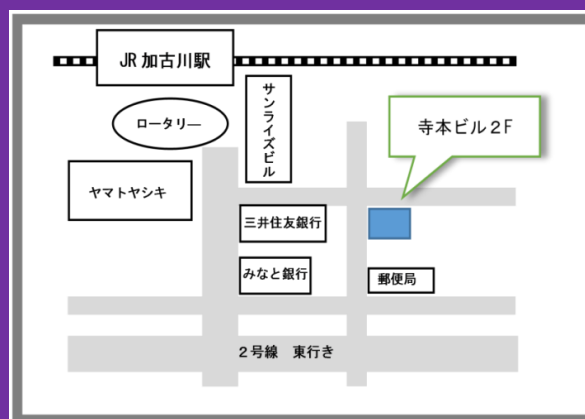 JR 加古川駅
サンライズビル
ロータリー
寺本ビル２F
ヤマトヤシキ
三井住友銀行
みなと銀行
郵便局
２号線　東行き